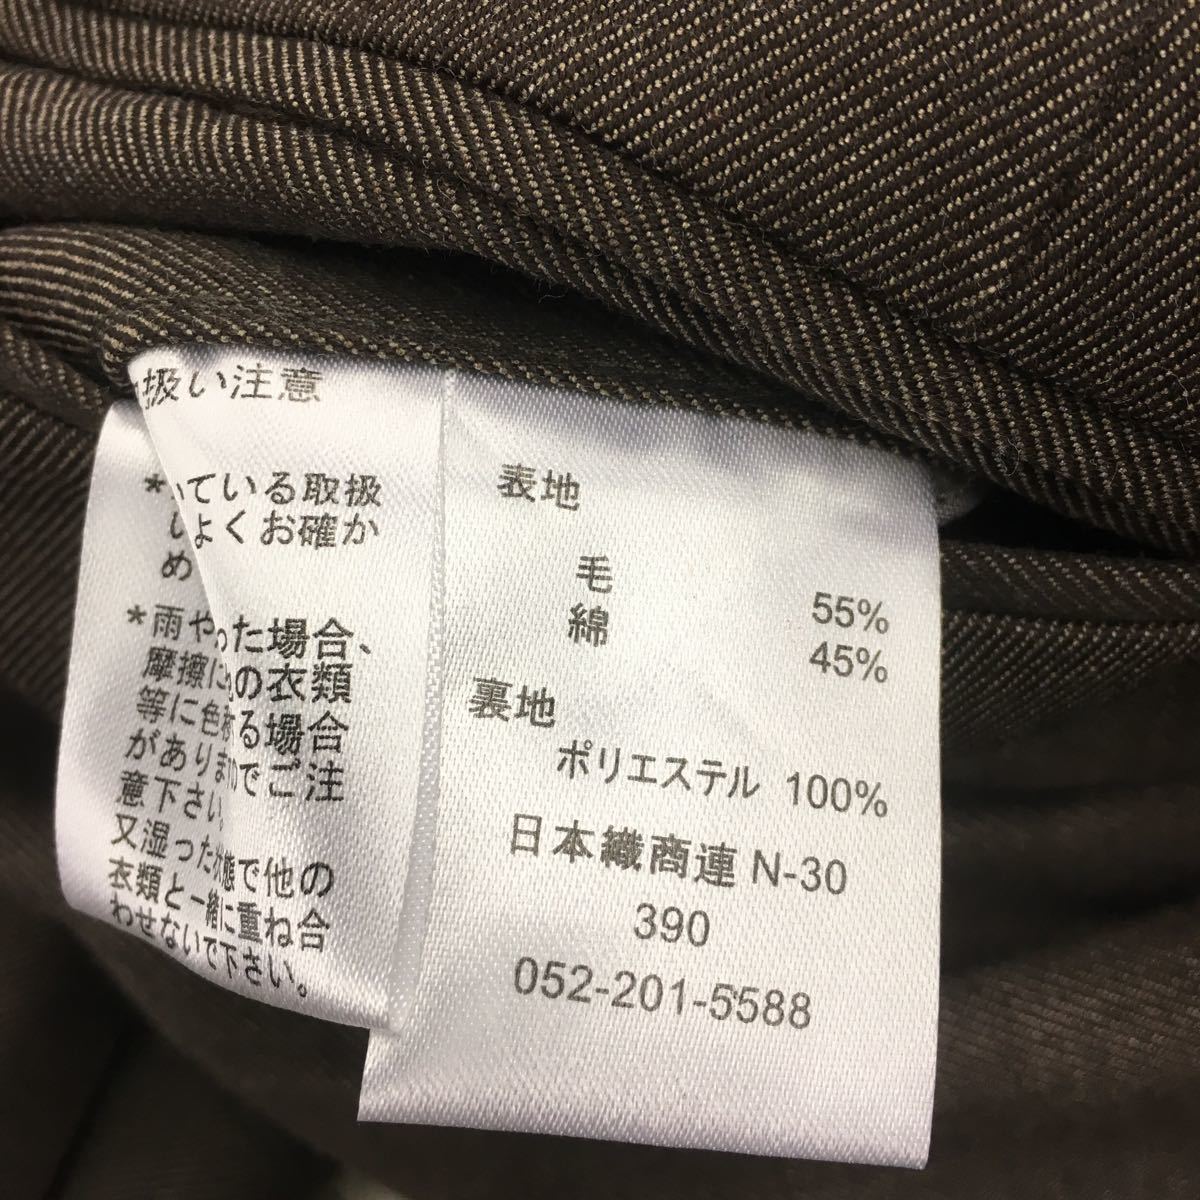 扱い注意
*いている取扱
しよくお確か
め
*雨やった場合、
摩擦にの衣類
等に色移る場合
がありまのでご注
意下さい。
又湿った状態で他の
衣類と一緒に重ね合
わせないで下さい。
表地
毛 55%
綿 45%
裏地
ポリエステル 100%
日本織商連 N-30
390
052-201-5588